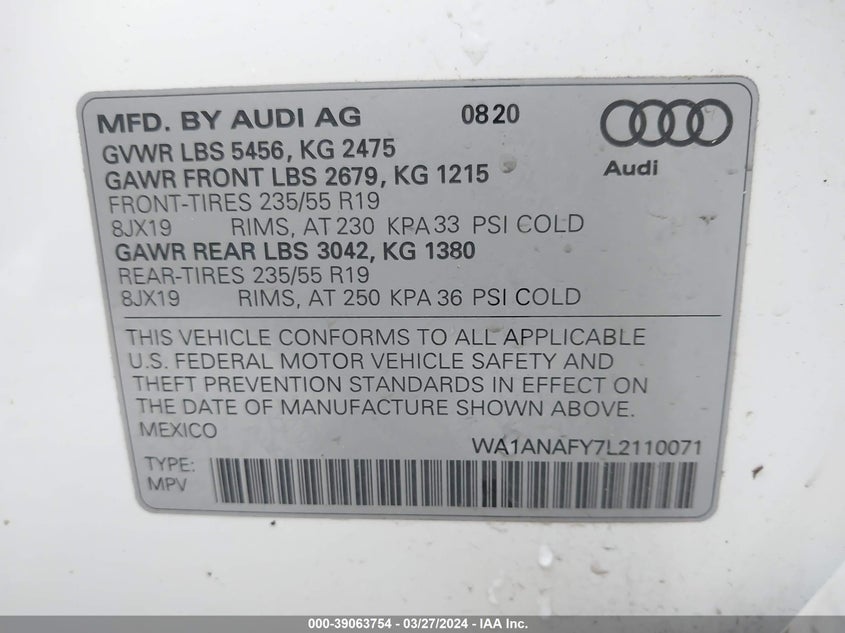 MFD. BY AUDI AG 0820
GVWR LBS 5456, KG 2475
GAWR FRONT LBS 2679, KG 1215
Audi
FRONT-TIRES 235/55 R19
8JX19 RIMS, AT 230 KPA 33 PSI COLD
GAWR REAR LBS 3042, KG 1380
REAR-TIRES 235/55 R19
8JX19 RIMS, AT 250 KPA 36 PSI COLD
THIS VEHICLE CONFORMS TO ALL APPLICABLE
U.S. FEDERAL MOTOR VEHICLE SAFETY AND
THEFT PREVENTION STANDARDS IN EFFECT ON
THE DATE OF MANUFACTURE SHOWN ABOVE.
MEXICO
WA1ANAFY7L2110071
TYPE:
MPV
000-39063754 - 03/27/2024 - WWW.IAAI.COM